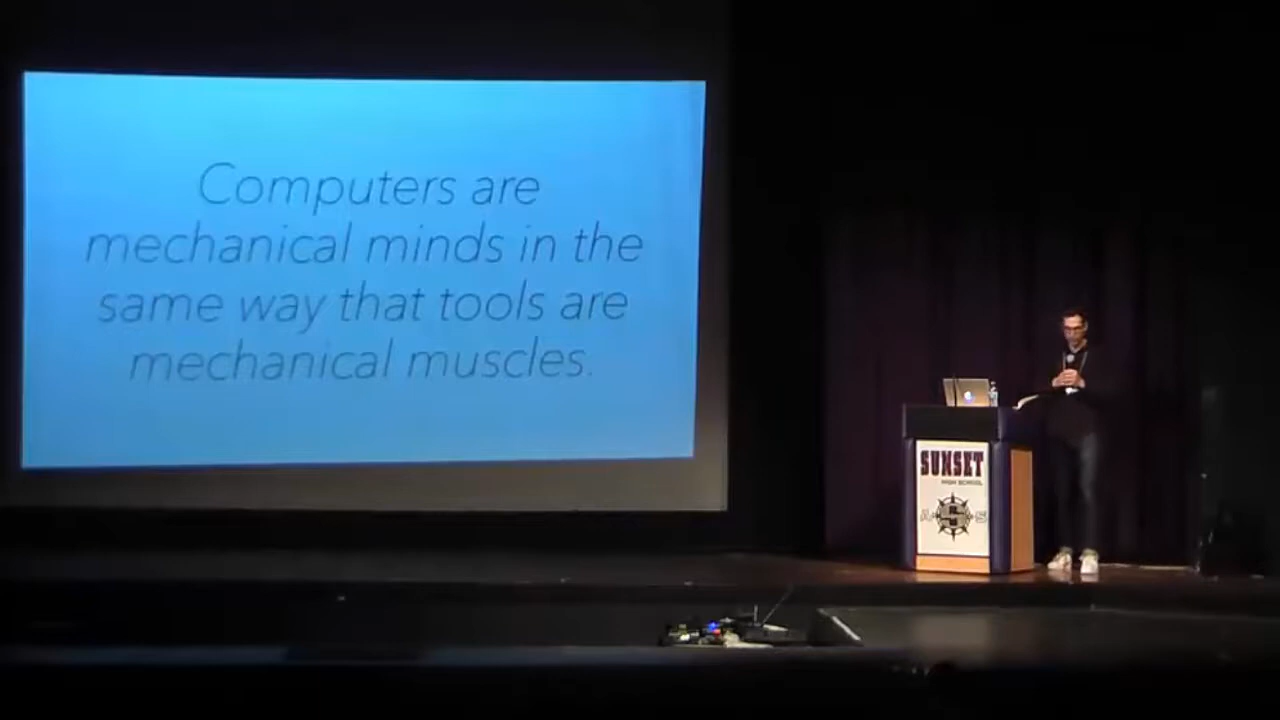 Computers are
mechanical minds in the
same way that tools are
mechanical muscles.
SUNSET
HIGH SCHOOL
A S